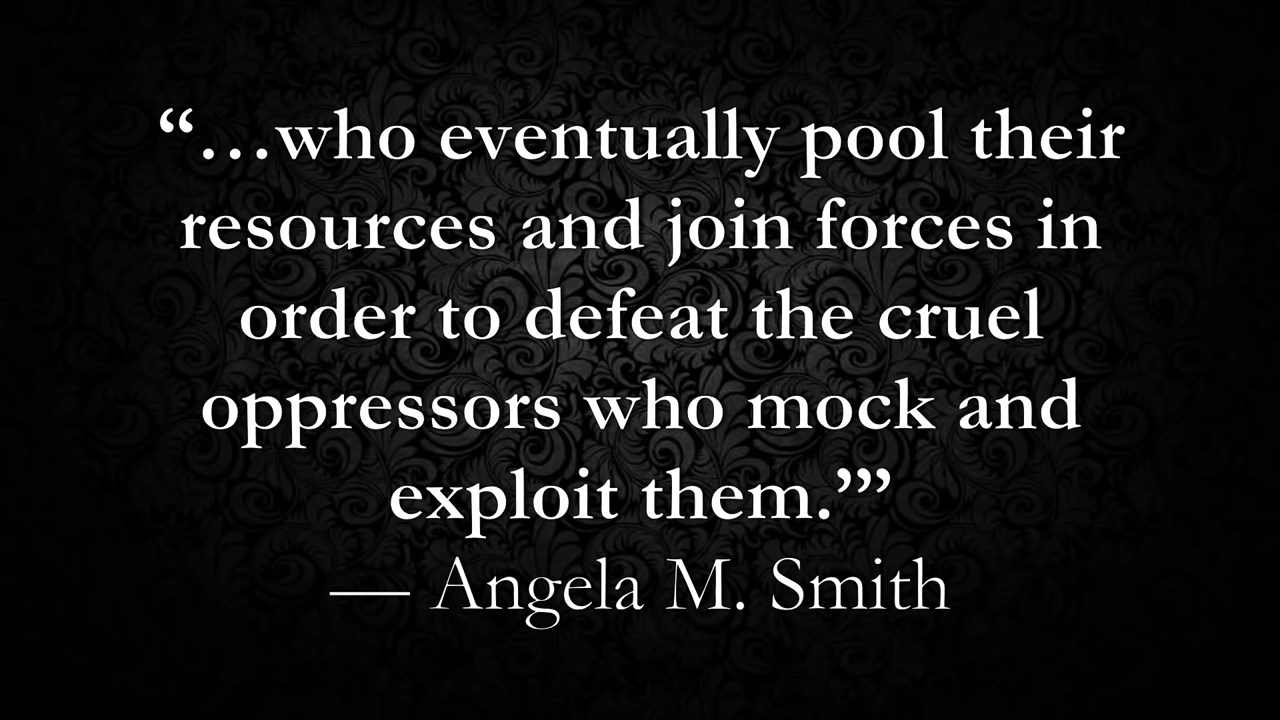 “…who eventually pool their
resources and join forces in
order to defeat the cruel
oppressors who mock and
exploit them.’”
— Angela M. Smith